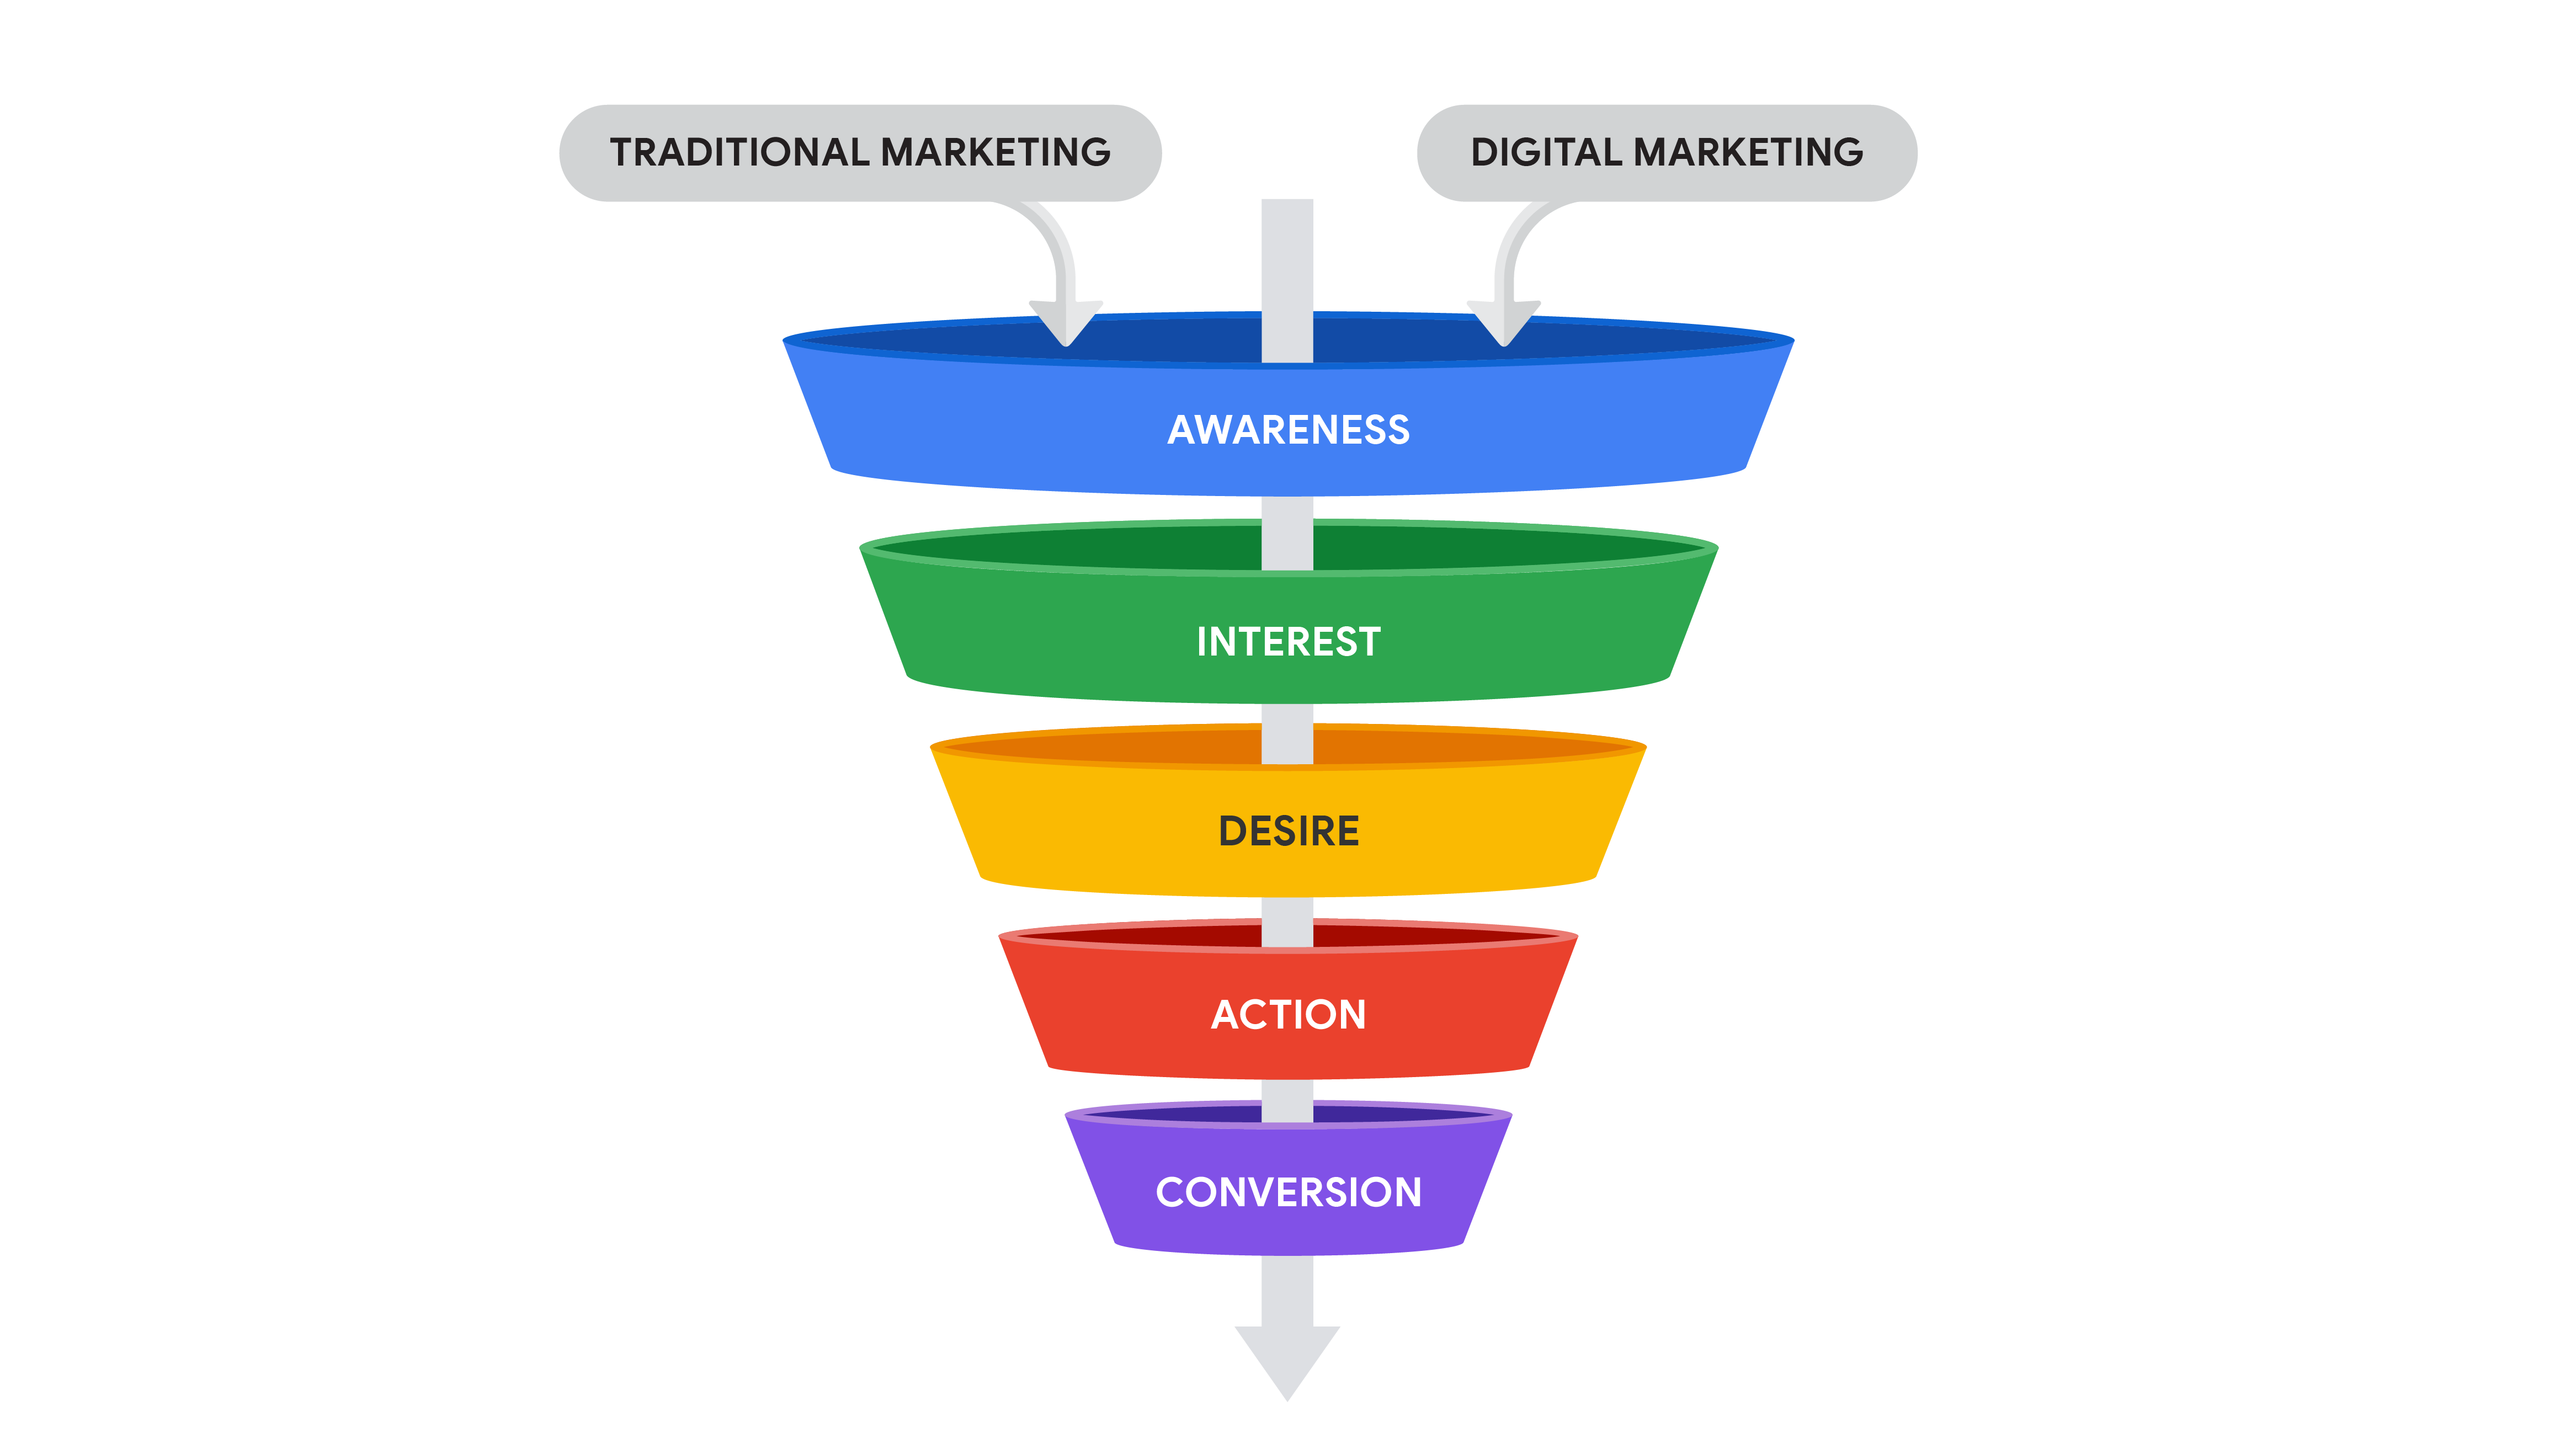 TRADITIONAL MARKETING
DIGITAL MARKETING
AWARENESS
INTEREST
DESIRE
ACTION
CONVERSION